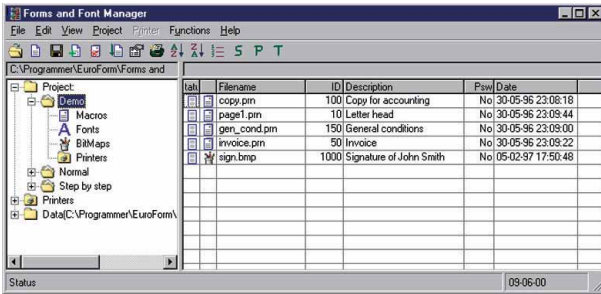 Forms and Font Manager
File Edit View Project Printer Functions Help
S P T
C:\Programmer\EuroForm\Forms and
Project:
Demo
Macros
Fonts
BitMaps
Printers
Normal
Step by step
Printers
Data(C:\Programmer\EuroForm\
tatu Filename ID Description Psw Date
copy.prn 100 Copy for accounting No 30-05-96 23:08:18
page1.prn 10 Letter head No 30-05-96 23:09:44
gen_cond.prn 150 General conditions No 30-05-96 23:09:00
invoice.prn 50 Invoice No 30-05-96 23:09:22
sign.bmp 1000 Signature of John Smith No 05-02-97 17:50:48
Status 09-06-00